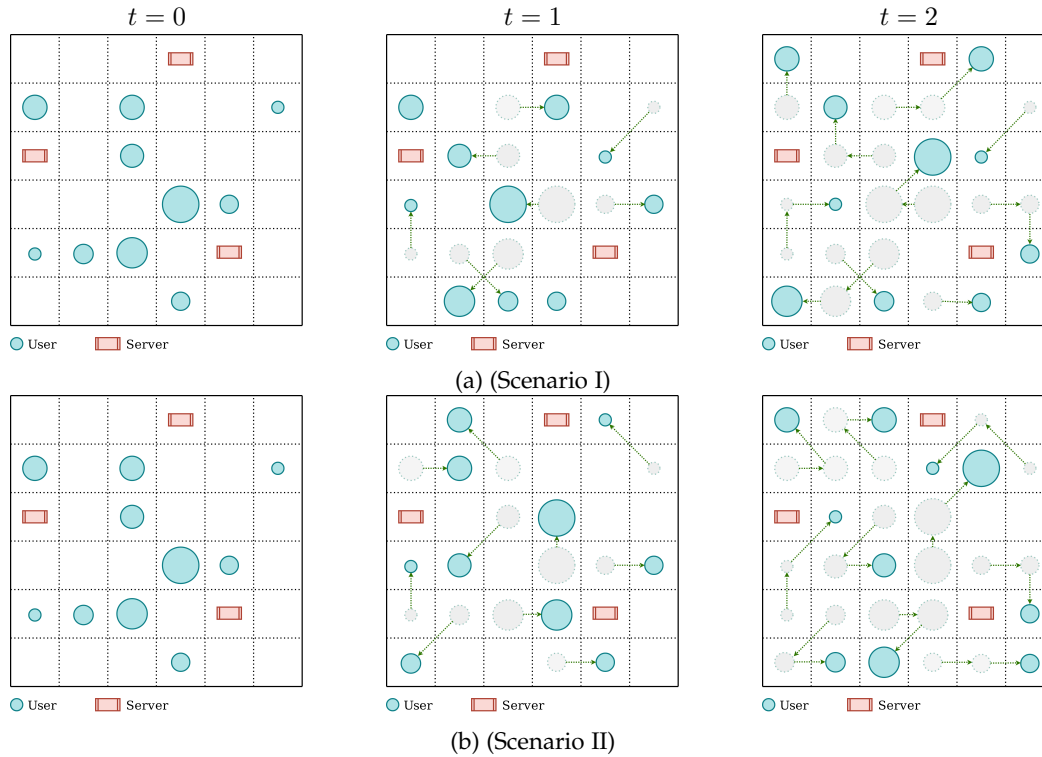 t = 0 t = 1 t = 2
User Server User Server User Server
(a) (Scenario I)
User Server User Server User Server
(b) (Scenario II)